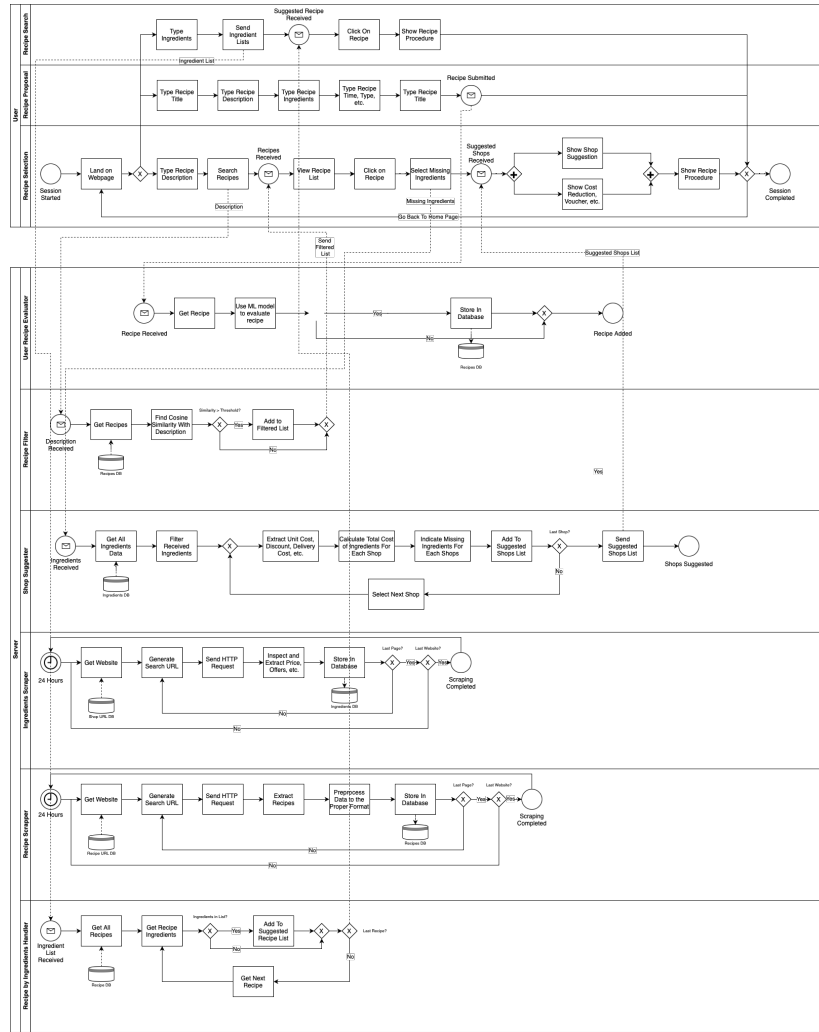 User
Recipe Search
Type
Ingredients
Send
Ingredient
Lists
Suggested Recipe
Received
Click On
Recipe
Show Recipe
Procedure
Ingredient List
Recipe Proposal
Type Recipe
Title
Type Recipe
Description
Type Recipe
Ingredients
Type Recipe
Time, Type,
etc.
Type Recipe
Title
Recipe Submitted
Recipe Selection
Session
Started
Land on
Webpage
X
Type Recipe
Description
Search
Recipes
Recipes
Received
View Recipe
List
Click on
Recipe
Select Missing
Ingredients
Suggested
Shops
Received
Show Shop
Suggestion
Show Cost
Reduction,
Voucher, etc.
Show Recipe
Procedure
X
Session
Completed
Description
Missing Ingredients
Go Back To Home Page
Send
Filtered
List
Suggested Shops List
Server
User Recipe Evaluator
Recipe Received
Get Recipe
Use ML model
to evaluate
recipe
Yes
No
Store In
Database
Recipes DB
X
Recipe Added
Recipe Filter
Description
Received
Get Recipes
Recipes DB
Find Cosine
Similarity With
Description
Similarity > Threshold?
X
Yes
Add to
Filtered List
X
No
Yes
Shop Suggester
Ingredients
Received
Get All
Ingredients
Data
Ingredients DB
Filter
Received
Ingredients
X
Extract Unit Cost,
Discount, Delivery
Cost, etc.
Calculate Total Cost
of Ingredients For
Each Shop
Indicate Missing
Ingredients For
Each Shops
Add To
Suggested
Shops List
Last Shop?
X
No
Send
Suggested
Shops List
Shops Suggested
Select Next Shop
Ingredients Scraper
24 Hours
Get Website
Shop URL DB
Generate
Search URL
Send HTTP
Request
Inspect and
Extract Price,
Offers, etc.
Store In
Database
Ingredients DB
Last Page?
X
Yes
Last Website?
X
Yes
Scraping
Completed
No
No
Recipe Scrapper
24 Hours
Get Website
Recipe URL DB
Generate
Search URL
Send HTTP
Request
Extract
Recipes
Preprocess
Data to the
Proper Format
Store In
Database
Recipes DB
Last Page?
X
Yes
Last Website?
X
Yes
Scraping
Completed
No
No
Recipe by Ingredients Handler
Ingredient
List
Received
Get All
Recipes
Recipe DB
Get Recipe
Ingredients
Ingredients in List?
X
Yes
Add To
Suggested
Recipe List
X
X
Last Recipe?
No
No
Get Next
Recipe